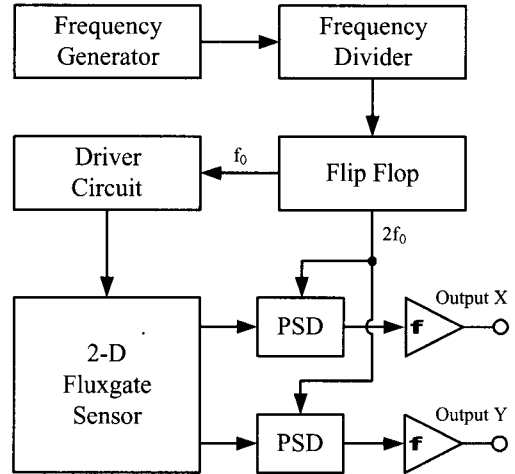 Frequency
Generator
Frequency
Divider
Driver
Circuit
f₀
Flip Flop
2f₀
2-D
Fluxgate
Sensor
PSD
f
Output X
PSD
f
Output Y